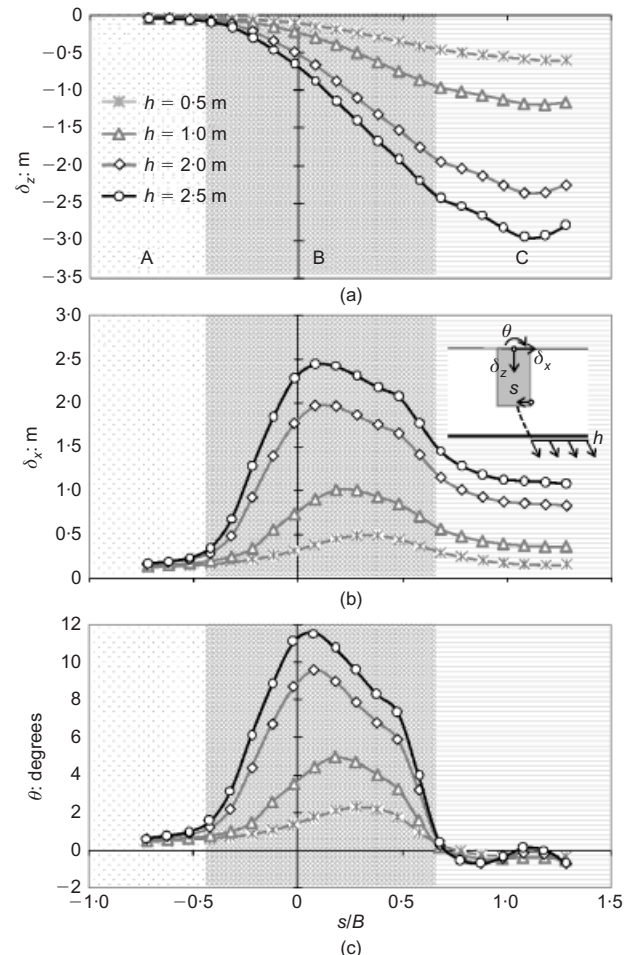 0
−0·5
−1·0
−1·5
−2·0
−2·5
−3·0
−3·5
δz: m
h = 0·5 m
h = 1·0 m
h = 2·0 m
h = 2·5 m
A
B
C
(a)
3·0
2·5
2·0
1·5
1·0
0·5
0
δx: m
θ
δx
δz
s
h
(b)
12
10
8
6
4
2
0
−2
θ: degrees
−1·0
−0·5
0
0·5
1·0
1·5
s/B
(c)